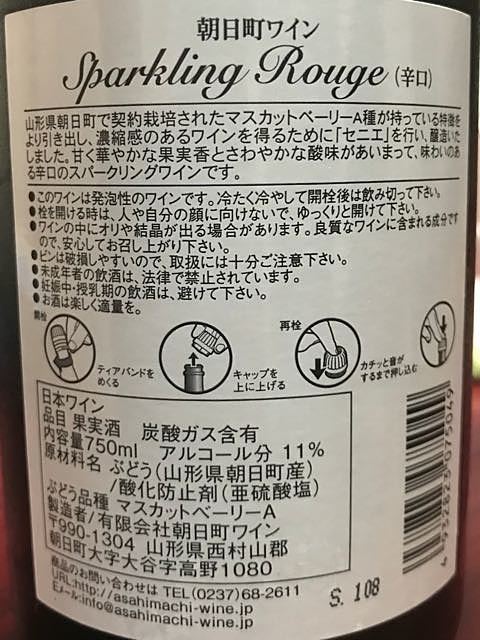 朝日町ワイン
Sparkling Rouge (辛口)
山形県朝日町で契約栽培されたマスカットベーリーA種が持っている特徴を
より引き出し、濃縮感のあるワインを得るために「セニエ」を行い、醸造いた
しました。甘く華やかな果実香とさわやかな酸味があいまって、味わいのあ
る辛口のスパークリングワインです。
●このワインは発泡性のワインです。冷たく冷やして開栓後は飲み切って下さい。
●栓を開ける時は、人や自分の顔に向けないで、ゆっくりと開けて下さい。
●ワインの中にオリや結晶が出る場合があります。良質なワインに含まれる成分です
ので、安心してお召し上がり下さい。
●ビンは破損しやすいので、取扱には十分ご注意下さい。
●未成年者の飲酒は、法律で禁止されています。
●妊娠中・授乳期の飲酒は、避けて下さい。
●お酒は楽しく適量を。
開栓
ティアバンドを
めくる
キャップを
上に上げる
再栓
カチッと音が
するまで押し込む
日本ワイン
品目 果実酒 炭酸ガス含有
内容量750ml アルコール分 11%
原材料名 ぶどう(山形県朝日町産)
/酸化防止剤(亜硫酸塩)
ぶどう品種 マスカットベーリーA
製造者/有限会社朝日町ワイン
〒990-1304 山形県西村山郡
朝日町大字大谷字高野1080
商品のお問い合わせは TEL(0237)68-2611
URL:http://asahimachi-wine.jp
Eメール:info@asahimachi-wine.jp
S. 108
4932823075049